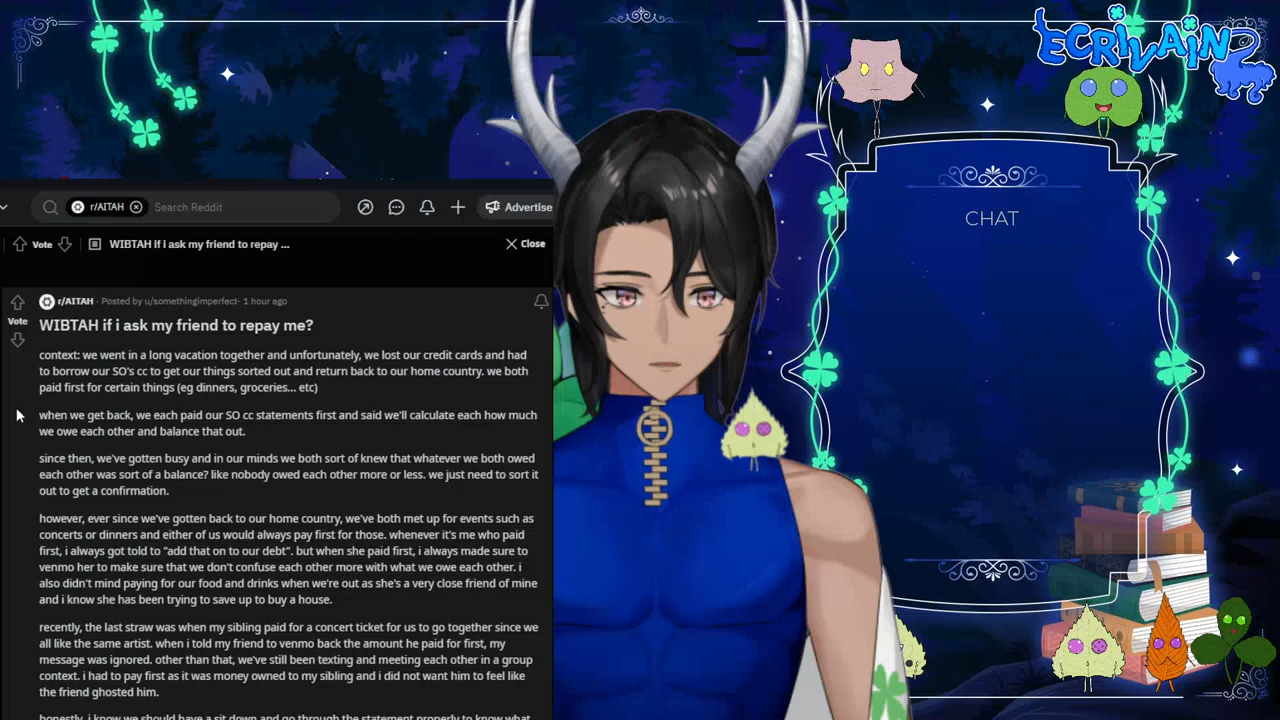 ECRIVAIN
r/AITAH
Search Reddit
Advertise
Vote
WIBTAH if i ask my friend to repay ...
Close
CHAT
r/AITAH · Posted by u/somethingimperfect- 1 hour ago
Vote
WIBTAH if i ask my friend to repay me?
context: we went in a long vacation together and unfortunately, we lost our credit cards and had
to borrow our SO's cc to get our things sorted out and return back to our home country. we both
paid first for certain things (eg dinners, groceries... etc)
when we get back, we each paid our SO cc statements first and said we'll calculate each how much
we owe each other and balance that out.
since then, we've gotten busy and in our minds we both sort of knew that whatever we both owed
each other was sort of a balance? like nobody owed each other more or less. we just need to sort it
out to get a confirmation.
however, ever since we've gotten back to our home country, we've both met up for events such as
concerts or dinners and either of us would always pay first for those. whenever it's me who paid
first, i always got told to "add that on to our debt". but when she paid first, i always made sure to
venmo her to make sure that we don't confuse each other more with what we owe each other. i
also didn't mind paying for our food and drinks when we're out as she's a very close friend of mine
and i know she has been trying to save up to buy a house.
recently, the last straw was when my sibling paid for a concert ticket for us to go together since we
all like the same artist. when i told my friend to venmo back the amount he paid for first, my
message was ignored. other than that, we've still been texting and meeting each other in a group
context. i had to pay first as it was money owned to my sibling and i did not want him to feel like
the friend ghosted him.
honestly, i know we should have a sit down and go through the statement properly to know what